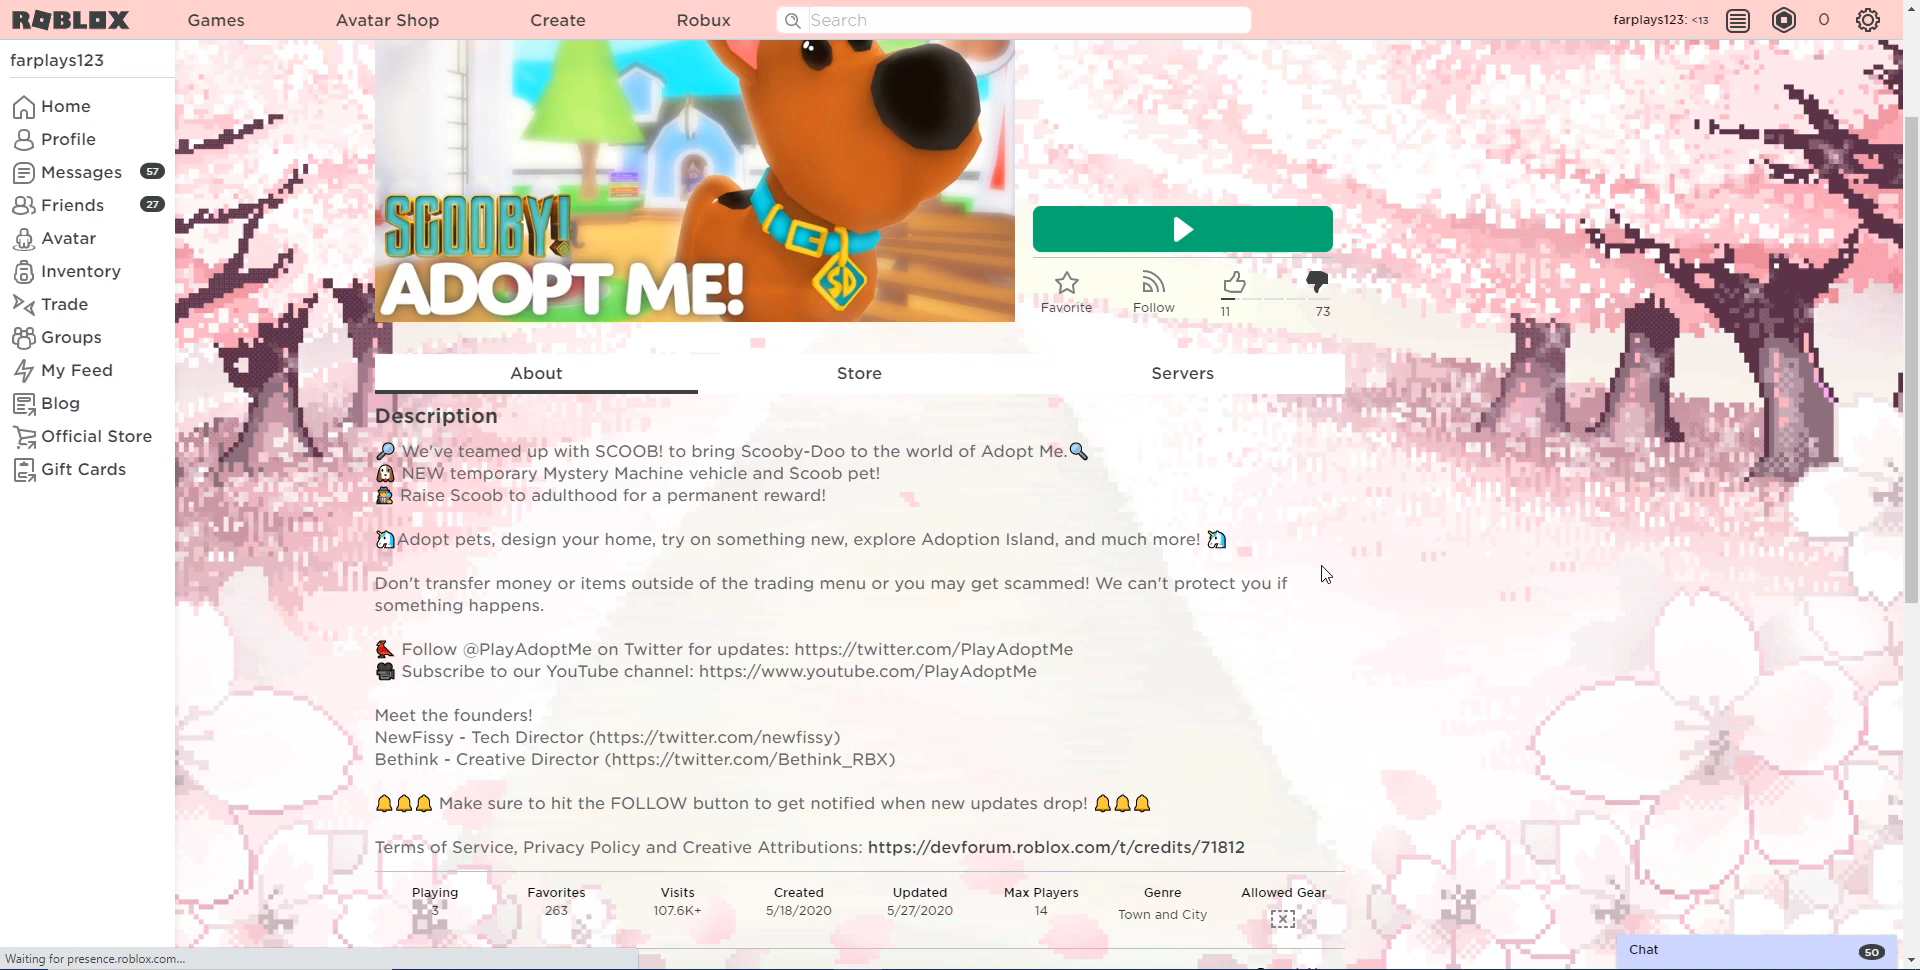 ROBLOX
Games
Avatar Shop
Create
Robux
Search
farplays123: <13
0
farplays123
Home
Profile
Messages 57
Friends 27
Avatar
Inventory
Trade
Groups
My Feed
Blog
Official Store
Gift Cards
SCOOBY!
ADOPT ME!
SD
Favorite
Follow
11
73
About
Store
Servers
Description
🔎 We've teamed up with SCOOB! to bring Scooby-Doo to the world of Adopt Me.🔍
🐶 NEW temporary Mystery Machine vehicle and Scoob pet!
🕵 Raise Scoob to adulthood for a permanent reward!
🦄Adopt pets, design your home, try on something new, explore Adoption Island, and much more! 🦄
Don't transfer money or items outside of the trading menu or you may get scammed! We can't protect you if
something happens.
🐦 Follow @PlayAdoptMe on Twitter for updates: https://twitter.com/PlayAdoptMe
🎥 Subscribe to our YouTube channel: https://www.youtube.com/PlayAdoptMe
Meet the founders!
NewFissy - Tech Director (https://twitter.com/newfissy)
Bethink - Creative Director (https://twitter.com/Bethink_RBX)
🔔🔔🔔 Make sure to hit the FOLLOW button to get notified when new updates drop! 🔔🔔🔔
Terms of Service, Privacy Policy and Creative Attributions: https://devforum.roblox.com/t/credits/71812
Playing Favorites Visits Created Updated Max Players Genre Allowed Gear
3 263 107.6K+ 5/18/2020 5/27/2020 14 Town and City
Chat 50
Waiting for presence.roblox.com...